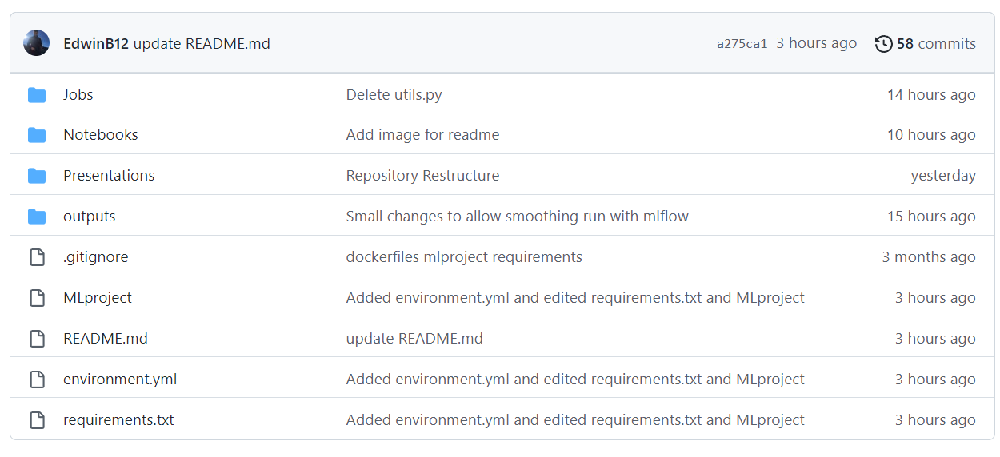 EdwinB12 update README.md a275ca1 3 hours ago 58 commits
Jobs Delete utils.py 14 hours ago
Notebooks Add image for readme 10 hours ago
Presentations Repository Restructure yesterday
outputs Small changes to allow smoothing run with mlflow 15 hours ago
.gitignore dockerfiles mlproject requirements 3 months ago
MLproject Added environment.yml and edited requirements.txt and MLproject 3 hours ago
README.md update README.md 3 hours ago
environment.yml Added environment.yml and edited requirements.txt and MLproject 3 hours ago
requirements.txt Added environment.yml and edited requirements.txt and MLproject 3 hours ago